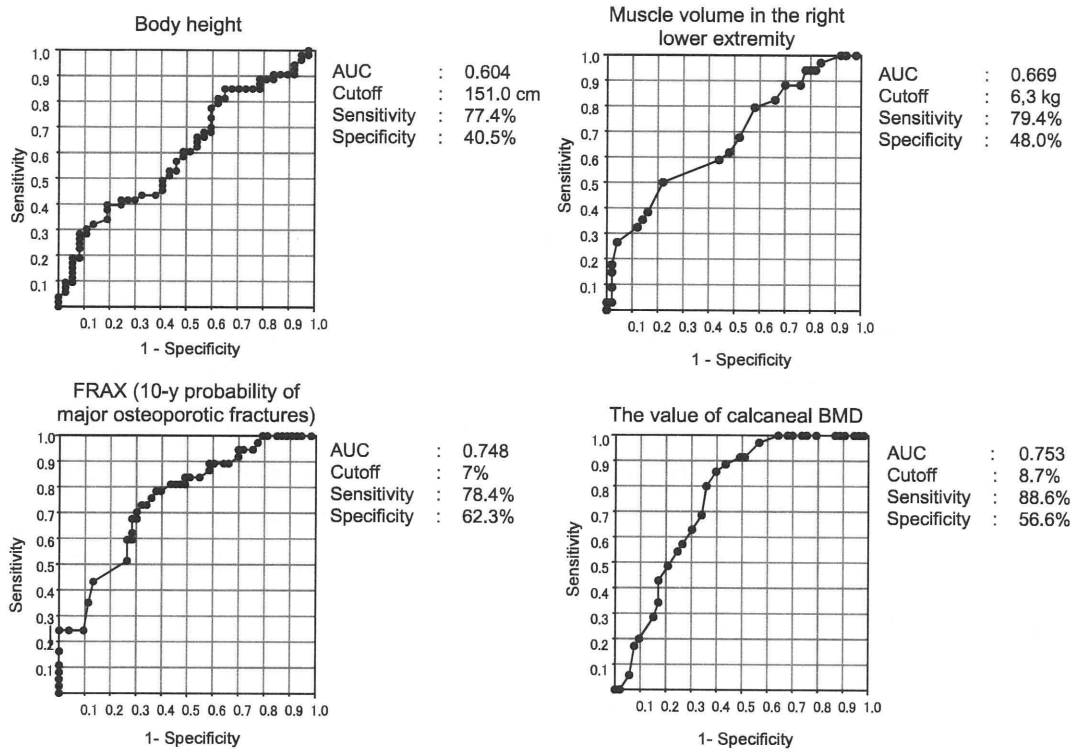 Body height
AUC : 0.604
Cutoff : 151.0 cm
Sensitivity : 77.4%
Specificity : 40.5%
Sensitivity
1.0
0.9
0.8
0.7
0.6
0.5
0.4
0.3
0.2
0.1
0.1 0.2 0.3 0.4 0.5 0.6 0.7 0.8 0.9 1.0
1 - Specificity
Muscle volume in the right
lower extremity
AUC : 0.669
Cutoff : 6,3 kg
Sensitivity : 79.4%
Specificity : 48.0%
Sensitivity
1.0
0.9
0.8
0.7
0.6
0.5
0.4
0.3
0.2
0.1
0.1 0.2 0.3 0.4 0.5 0.6 0.7 0.8 0.9 1.0
1 - Specificity
FRAX (10-y probability of
major osteoporotic fractures)
AUC : 0.748
Cutoff : 7%
Sensitivity : 78.4%
Specificity : 62.3%
Sensitivity
1.0
0.9
0.8
0.7
0.6
0.5
0.4
0.3
0.2
0.1
0.1 0.2 0.3 0.4 0.5 0.6 0.7 0.8 0.9 1.0
1- Specificity
The value of calcaneal BMD
AUC : 0.753
Cutoff : 8.7%
Sensitivity : 88.6%
Specificity : 56.6%
Sensitivity
1.0
0.9
0.8
0.7
0.6
0.5
0.4
0.3
0.2
0.1
0.1 0.2 0.3 0.4 0.5 0.6 0.7 0.8 0.9 1.0
1- Specificity